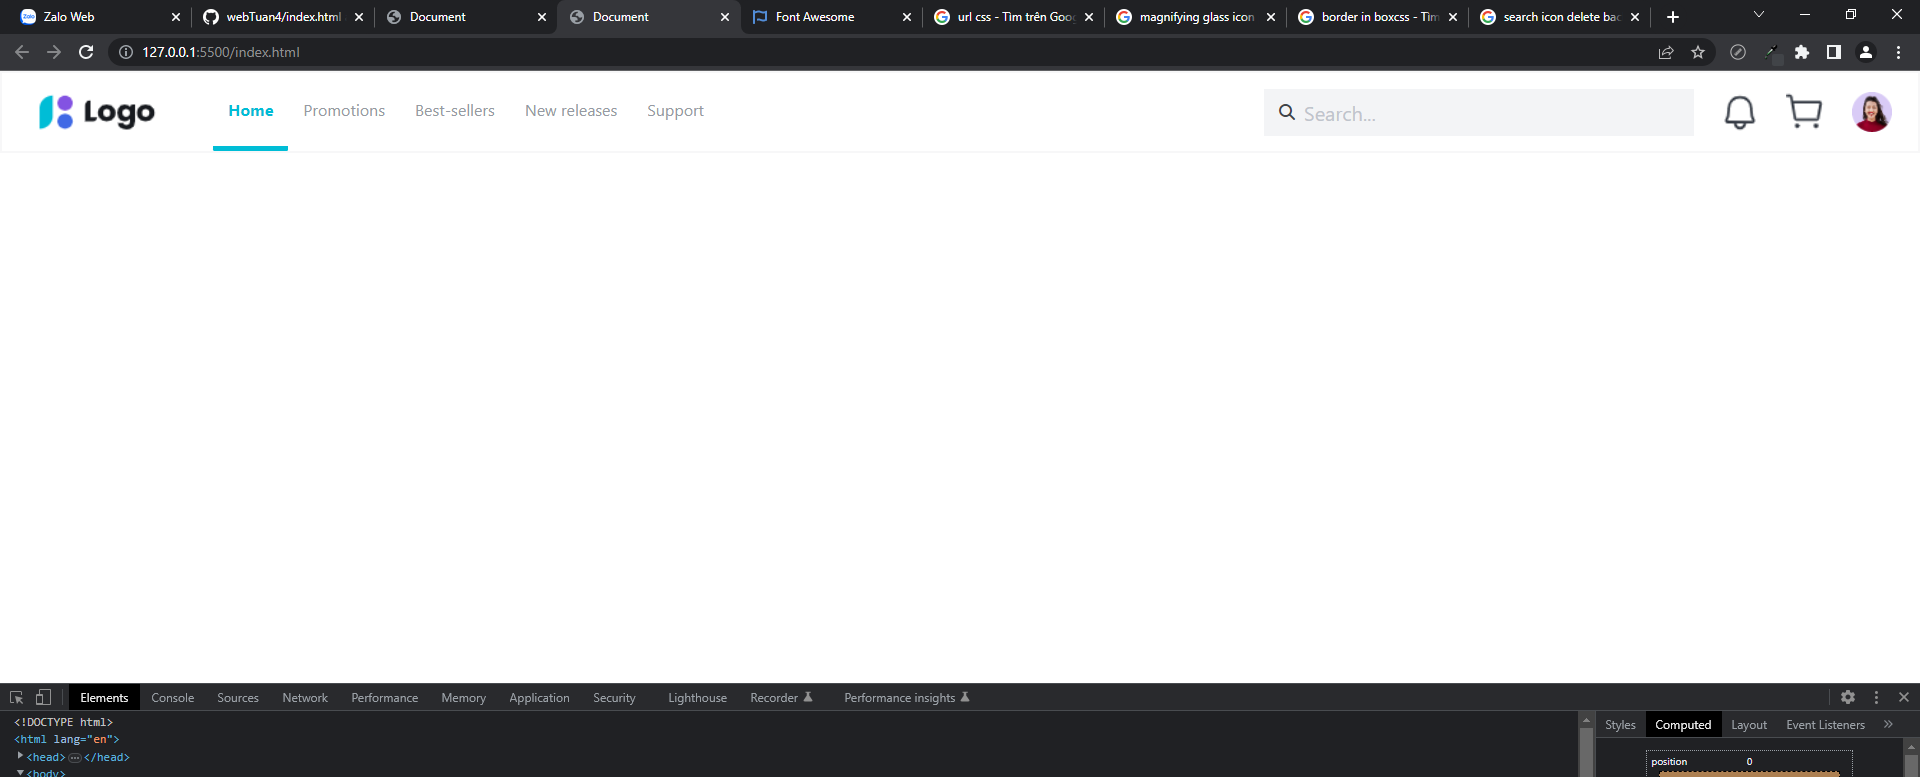 Zalo Web
webTuan4/index.html
Document
Document
Font Awesome
url css - Tìm trên Goo
magnifying glass icon
border in boxcss - Tìm
search icon delete bac
127.0.0.1:5500/index.html
Logo
Home
Promotions
Best-sellers
New releases
Support
Search...
Elements
Console
Sources
Network
Performance
Memory
Application
Security
Lighthouse
Recorder
Performance insights
<!DOCTYPE html>
<html lang="en">
<head>…</head>
<body>
Styles
Computed
Layout
Event Listeners
»
position
0